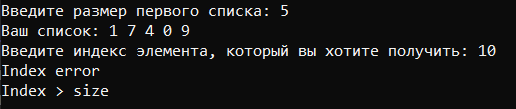 Введите размер первого списка: 5
Ваш список: 1 7 4 0 9
Введите индекс элемента, который вы хотите получить: 10
Index error
Index > size